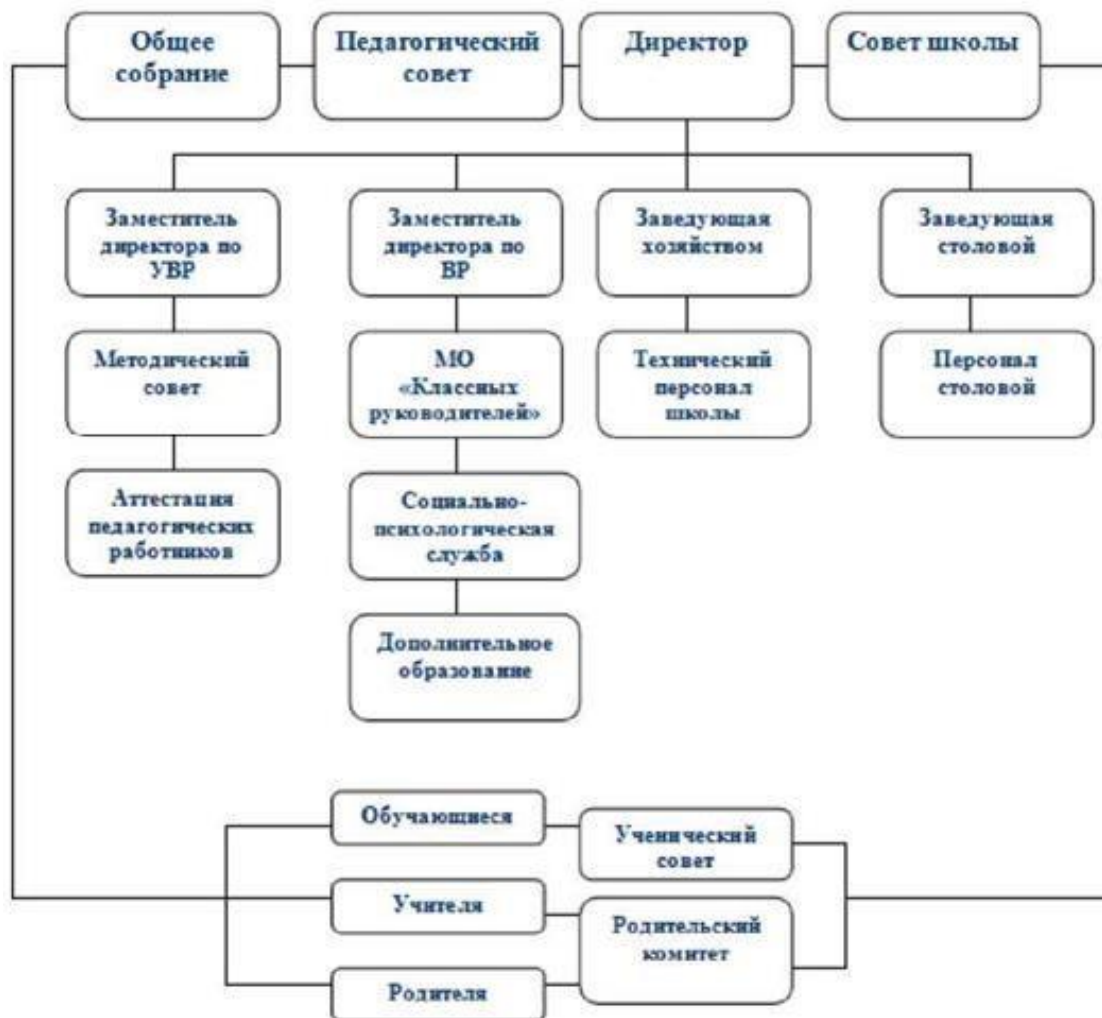 Общее
собрание
Педагогический
совет
Директор
Совет школы
Заместитель
директора по
УВР
Заместитель
директора по
ВР
Заведующая
хозяйством
Заведующая
столовой
Методический
совет
МО
«Классных
руководителей»
Технический
персонал
школы
Персонал
столовой
Аттестация
педагогических
работников
Социально-
психологическая
служба
Дополнительное
образование
Обучающиеся
Ученический
совет
Учителя
Родительский
комитет
Родителя